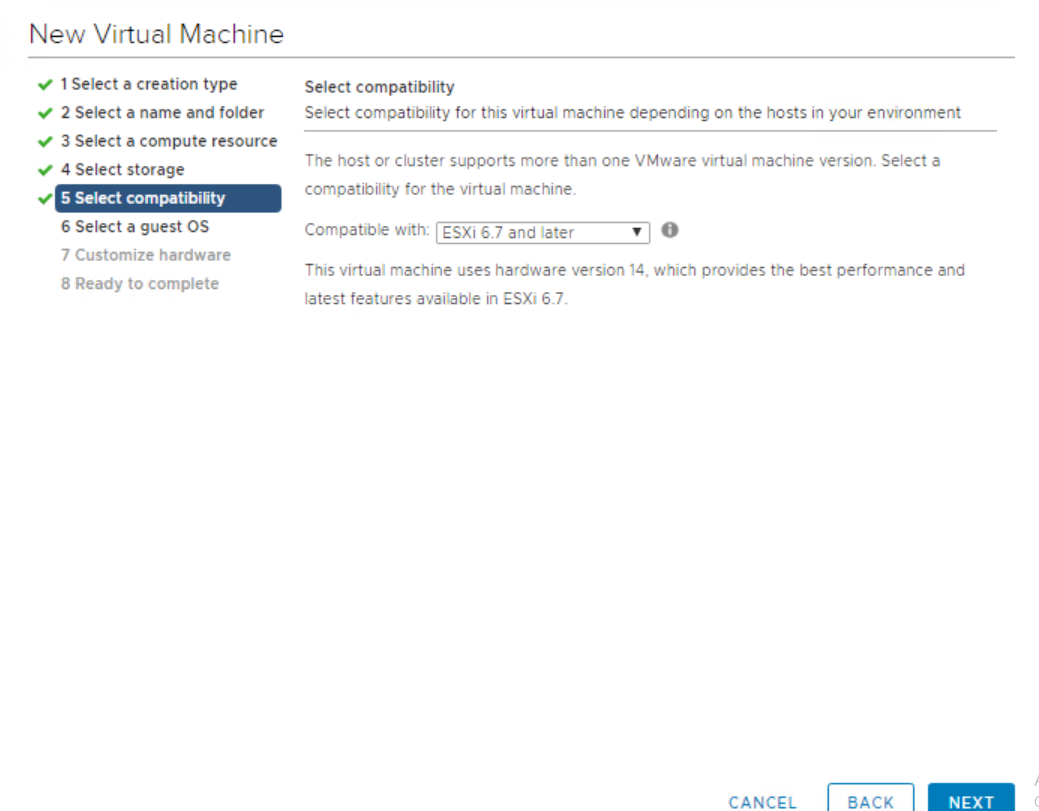 New Virtual Machine
1 Select a creation type
2 Select a name and folder
3 Select a compute resource
4 Select storage
5 Select compatibility
6 Select a guest OS
7 Customize hardware
8 Ready to complete
Select compatibility
Select compatibility for this virtual machine depending on the hosts in your environment
The host or cluster supports more than one VMware virtual machine version. Select a
compatibility for the virtual machine.
Compatible with: ESXi 6.7 and later
This virtual machine uses hardware version 14, which provides the best performance and
latest features available in ESXi 6.7.
CANCEL BACK NEXT